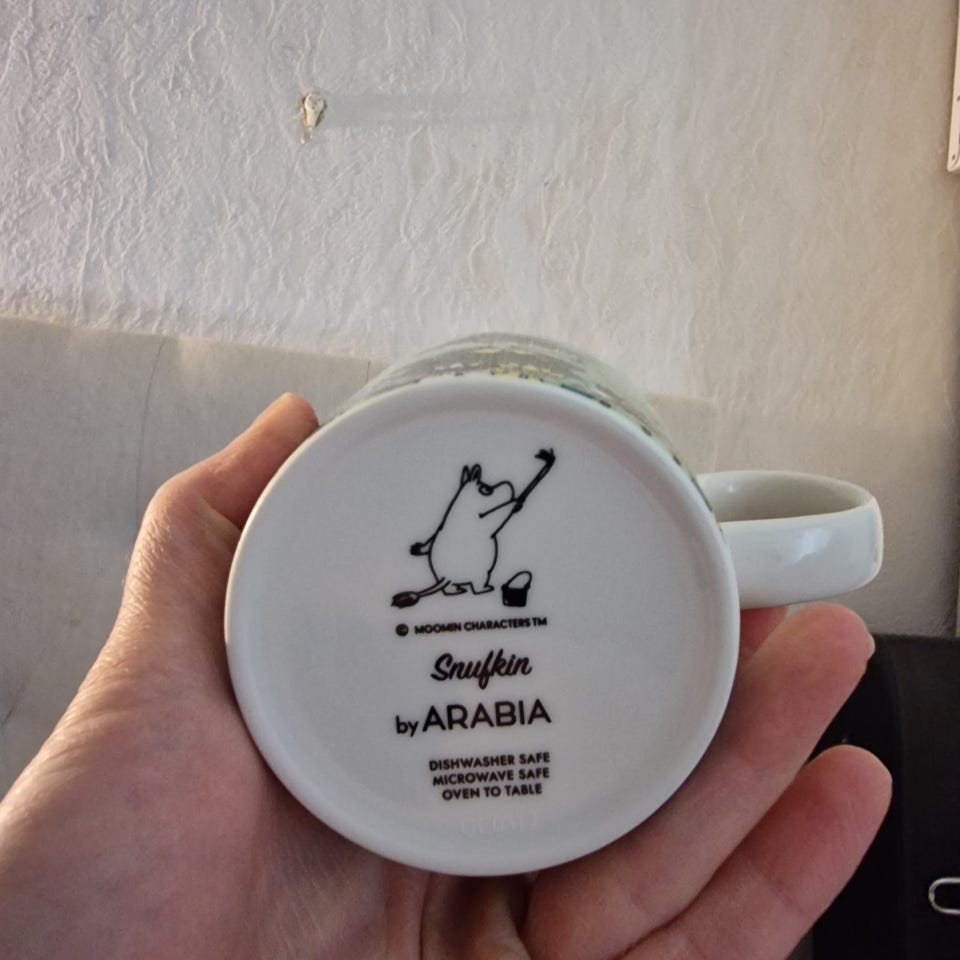 © MOOMIN CHARACTERS TM
Snufkin
by ARABIA
DISHWASHER SAFE
MICROWAVE SAFE
OVEN TO TABLE